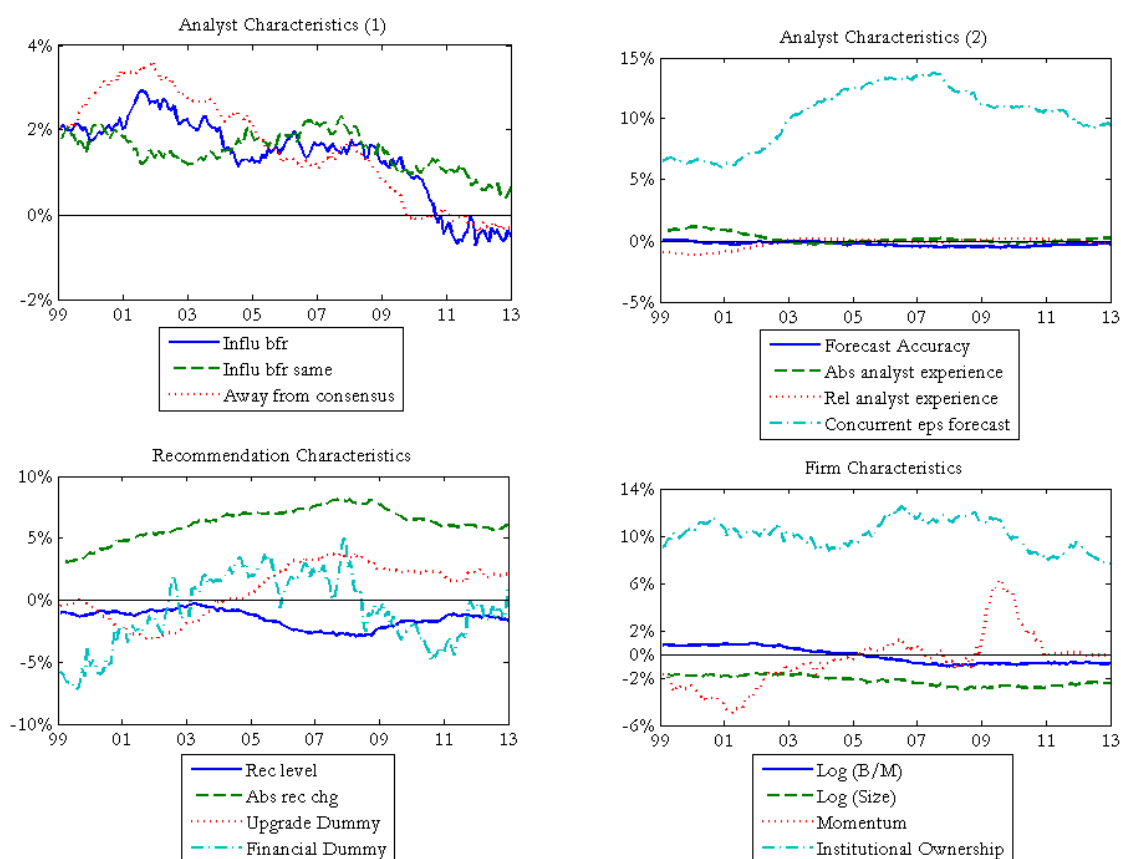 Analyst Characteristics (1)
4%
2%
0%
-2%
99 01 03 05 07 09 11 13
Influ bfr
Influ bfr same
Away from consensus
Analyst Characteristics (2)
15%
10%
5%
0%
-5%
99 01 03 05 07 09 11 13
Forecast Accuracy
Abs analyst experience
Rel analyst experience
Concurrent eps forecast
Recommendation Characteristics
10%
5%
0%
-5%
-10%
99 01 03 05 07 09 11 13
Rec level
Abs rec chg
Upgrade Dummy
Financial Dummy
Firm Characteristics
14%
10%
6%
2%
0%
-2%
-6%
99 01 03 05 07 09 11 13
Log (B/M)
Log (Size)
Momentum
Institutional Ownership